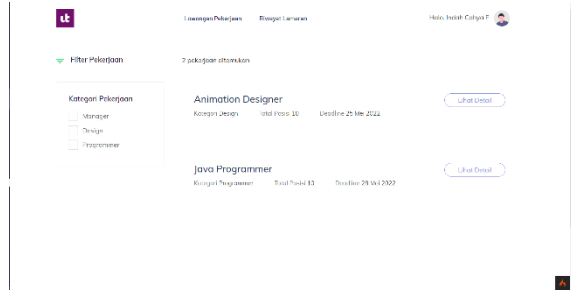 ut
Lowongan Pekerjaan Riwayat Lamaran
Halo, Indah Cahya F
Filter Pekerjaan
2 pekerjaan ditemukan
Kategori Pekerjaan
Manager
Design
Programmer
Animation Designer
Kategori Design Total Posisi 10 Deadline 25 Mei 2022
Lihat Detail
Java Programmer
Kategori Programmer Total Posisi 13 Deadline 28 Mei 2022
Lihat Detail